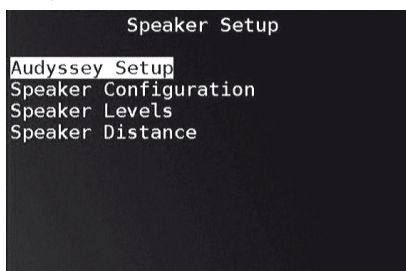 Speaker Setup
Audyssey Setup
Speaker Configuration
Speaker Levels
Speaker Distance